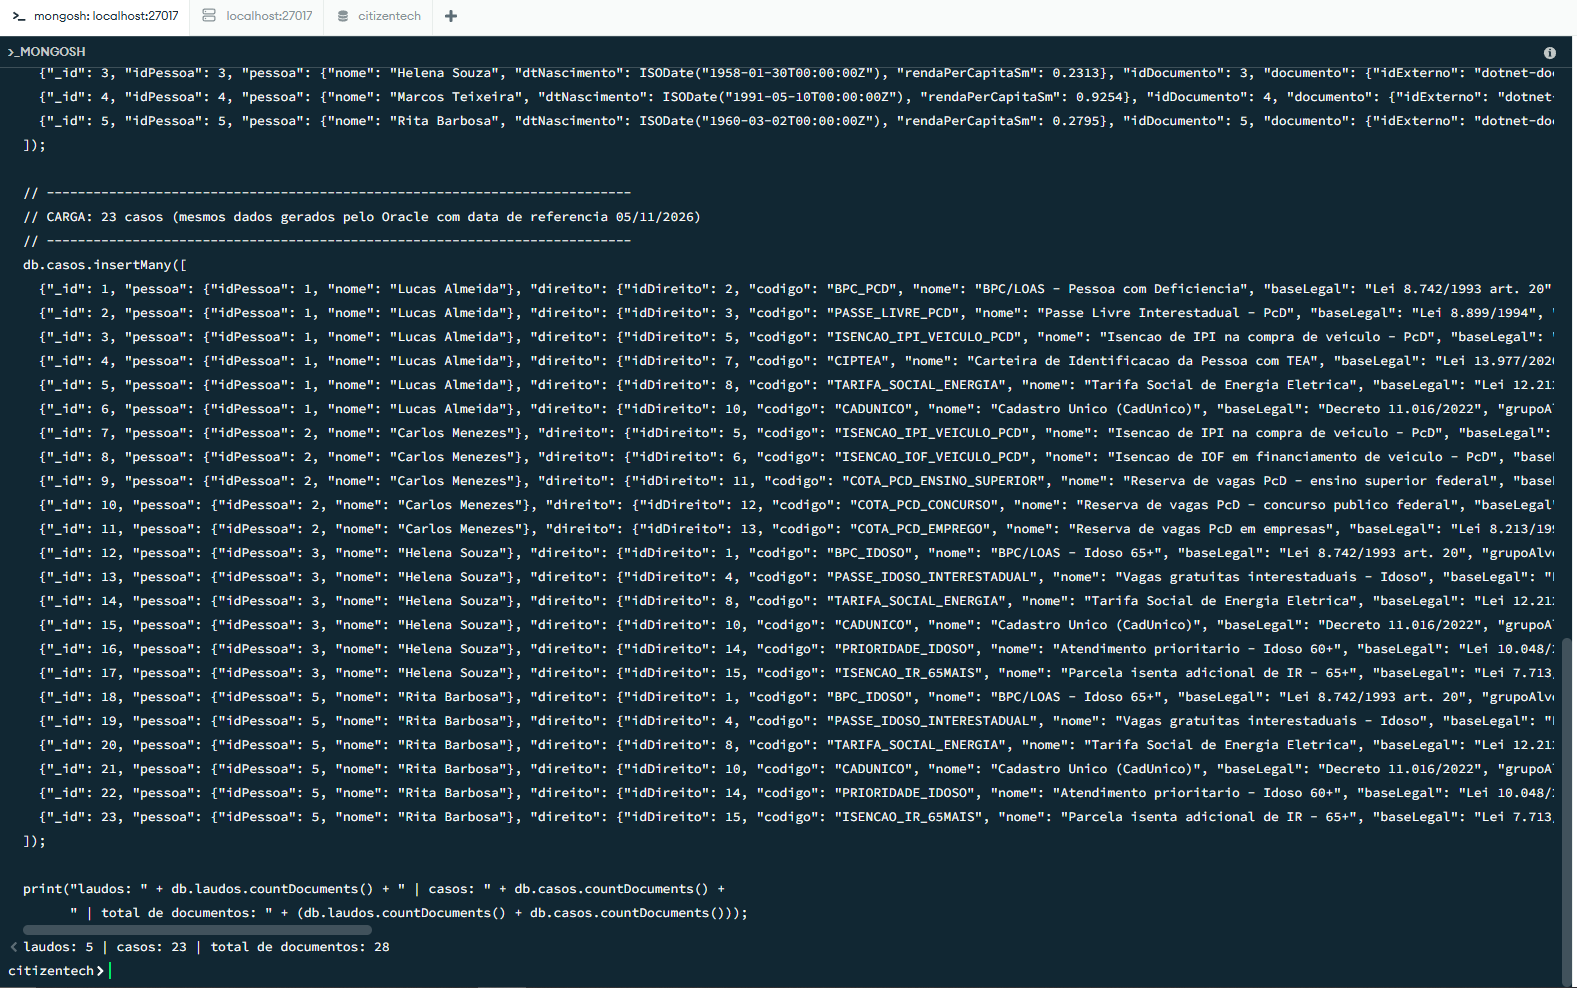 mongosh: localhost:27017 localhost:27017 citizentech
>_MONGOSH
{"_id": 3, "idPessoa": 3, "pessoa": {"nome": "Helena Souza", "dtNascimento": ISODate("1958-01-30T00:00:00Z"), "rendaPerCapitaSm": 0.2313}, "idDocumento": 3, "documento": {"idExterno": "dotnet-do
{"_id": 4, "idPessoa": 4, "pessoa": {"nome": "Marcos Teixeira", "dtNascimento": ISODate("1991-05-10T00:00:00Z"), "rendaPerCapitaSm": 0.9254}, "idDocumento": 4, "documento": {"idExterno": "dotnet-
{"_id": 5, "idPessoa": 5, "pessoa": {"nome": "Rita Barbosa", "dtNascimento": ISODate("1960-03-02T00:00:00Z"), "rendaPerCapitaSm": 0.2795}, "idDocumento": 5, "documento": {"idExterno": "dotnet-do
]);
// ---------------------------------------------------------------------------
// CARGA: 23 casos (mesmos dados gerados pelo Oracle com data de referencia 05/11/2026)
// ---------------------------------------------------------------------------
db.casos.insertMany([
{"_id": 1, "pessoa": {"idPessoa": 1, "nome": "Lucas Almeida"}, "direito": {"idDireito": 2, "codigo": "BPC_PCD", "nome": "BPC/LOAS - Pessoa com Deficiencia", "baseLegal": "Lei 8.742/1993 art. 20"
{"_id": 2, "pessoa": {"idPessoa": 1, "nome": "Lucas Almeida"}, "direito": {"idDireito": 3, "codigo": "PASSE_LIVRE_PCD", "nome": "Passe Livre Interestadual - PcD", "baseLegal": "Lei 8.899/1994", "
{"_id": 3, "pessoa": {"idPessoa": 1, "nome": "Lucas Almeida"}, "direito": {"idDireito": 5, "codigo": "ISENCAO_IPI_VEICULO_PCD", "nome": "Isencao de IPI na compra de veiculo - PcD", "baseLegal": "
{"_id": 4, "pessoa": {"idPessoa": 1, "nome": "Lucas Almeida"}, "direito": {"idDireito": 7, "codigo": "CIPTEA", "nome": "Carteira de Identificacao da Pessoa com TEA", "baseLegal": "Lei 13.977/202
{"_id": 5, "pessoa": {"idPessoa": 1, "nome": "Lucas Almeida"}, "direito": {"idDireito": 8, "codigo": "TARIFA_SOCIAL_ENERGIA", "nome": "Tarifa Social de Energia Eletrica", "baseLegal": "Lei 12.21
{"_id": 6, "pessoa": {"idPessoa": 1, "nome": "Lucas Almeida"}, "direito": {"idDireito": 10, "codigo": "CADUNICO", "nome": "Cadastro Unico (CadUnico)", "baseLegal": "Decreto 11.016/2022", "grupoA
{"_id": 7, "pessoa": {"idPessoa": 2, "nome": "Carlos Menezes"}, "direito": {"idDireito": 5, "codigo": "ISENCAO_IPI_VEICULO_PCD", "nome": "Isencao de IPI na compra de veiculo - PcD", "baseLegal":
{"_id": 8, "pessoa": {"idPessoa": 2, "nome": "Carlos Menezes"}, "direito": {"idDireito": 6, "codigo": "ISENCAO_IOF_VEICULO_PCD", "nome": "Isencao de IOF em financiamento de veiculo - PcD", "base
{"_id": 9, "pessoa": {"idPessoa": 2, "nome": "Carlos Menezes"}, "direito": {"idDireito": 11, "codigo": "COTA_PCD_ENSINO_SUPERIOR", "nome": "Reserva de vagas PcD - ensino superior federal", "base
{"_id": 10, "pessoa": {"idPessoa": 2, "nome": "Carlos Menezes"}, "direito": {"idDireito": 12, "codigo": "COTA_PCD_CONCURSO", "nome": "Reserva de vagas PcD - concurso publico federal", "baseLegal"
{"_id": 11, "pessoa": {"idPessoa": 2, "nome": "Carlos Menezes"}, "direito": {"idDireito": 13, "codigo": "COTA_PCD_EMPREGO", "nome": "Reserva de vagas PcD em empresas", "baseLegal": "Lei 8.213/19
{"_id": 12, "pessoa": {"idPessoa": 3, "nome": "Helena Souza"}, "direito": {"idDireito": 1, "codigo": "BPC_IDOSO", "nome": "BPC/LOAS - Idoso 65+", "baseLegal": "Lei 8.742/1993 art. 20", "grupoAlv
{"_id": 13, "pessoa": {"idPessoa": 3, "nome": "Helena Souza"}, "direito": {"idDireito": 4, "codigo": "PASSE_IDOSO_INTERESTADUAL", "nome": "Vagas gratuitas interestaduais - Idoso", "baseLegal": "
{"_id": 14, "pessoa": {"idPessoa": 3, "nome": "Helena Souza"}, "direito": {"idDireito": 8, "codigo": "TARIFA_SOCIAL_ENERGIA", "nome": "Tarifa Social de Energia Eletrica", "baseLegal": "Lei 12.21
{"_id": 15, "pessoa": {"idPessoa": 3, "nome": "Helena Souza"}, "direito": {"idDireito": 10, "codigo": "CADUNICO", "nome": "Cadastro Unico (CadUnico)", "baseLegal": "Decreto 11.016/2022", "grupoA
{"_id": 16, "pessoa": {"idPessoa": 3, "nome": "Helena Souza"}, "direito": {"idDireito": 14, "codigo": "PRIORIDADE_IDOSO", "nome": "Atendimento prioritario - Idoso 60+", "baseLegal": "Lei 10.048/
{"_id": 17, "pessoa": {"idPessoa": 3, "nome": "Helena Souza"}, "direito": {"idDireito": 15, "codigo": "ISENCAO_IR_65MAIS", "nome": "Parcela isenta adicional de IR - 65+", "baseLegal": "Lei 7.713
{"_id": 18, "pessoa": {"idPessoa": 5, "nome": "Rita Barbosa"}, "direito": {"idDireito": 1, "codigo": "BPC_IDOSO", "nome": "BPC/LOAS - Idoso 65+", "baseLegal": "Lei 8.742/1993 art. 20", "grupoAlv
{"_id": 19, "pessoa": {"idPessoa": 5, "nome": "Rita Barbosa"}, "direito": {"idDireito": 4, "codigo": "PASSE_IDOSO_INTERESTADUAL", "nome": "Vagas gratuitas interestaduais - Idoso", "baseLegal": "
{"_id": 20, "pessoa": {"idPessoa": 5, "nome": "Rita Barbosa"}, "direito": {"idDireito": 8, "codigo": "TARIFA_SOCIAL_ENERGIA", "nome": "Tarifa Social de Energia Eletrica", "baseLegal": "Lei 12.21
{"_id": 21, "pessoa": {"idPessoa": 5, "nome": "Rita Barbosa"}, "direito": {"idDireito": 10, "codigo": "CADUNICO", "nome": "Cadastro Unico (CadUnico)", "baseLegal": "Decreto 11.016/2022", "grupoA
{"_id": 22, "pessoa": {"idPessoa": 5, "nome": "Rita Barbosa"}, "direito": {"idDireito": 14, "codigo": "PRIORIDADE_IDOSO", "nome": "Atendimento prioritario - Idoso 60+", "baseLegal": "Lei 10.048/
{"_id": 23, "pessoa": {"idPessoa": 5, "nome": "Rita Barbosa"}, "direito": {"idDireito": 15, "codigo": "ISENCAO_IR_65MAIS", "nome": "Parcela isenta adicional de IR - 65+", "baseLegal": "Lei 7.713
]);
print("laudos: " + db.laudos.countDocuments() + " | casos: " + db.casos.countDocuments() +
" | total de documentos: " + (db.laudos.countDocuments() + db.casos.countDocuments()));
laudos: 5 | casos: 23 | total de documentos: 28
citizentech>